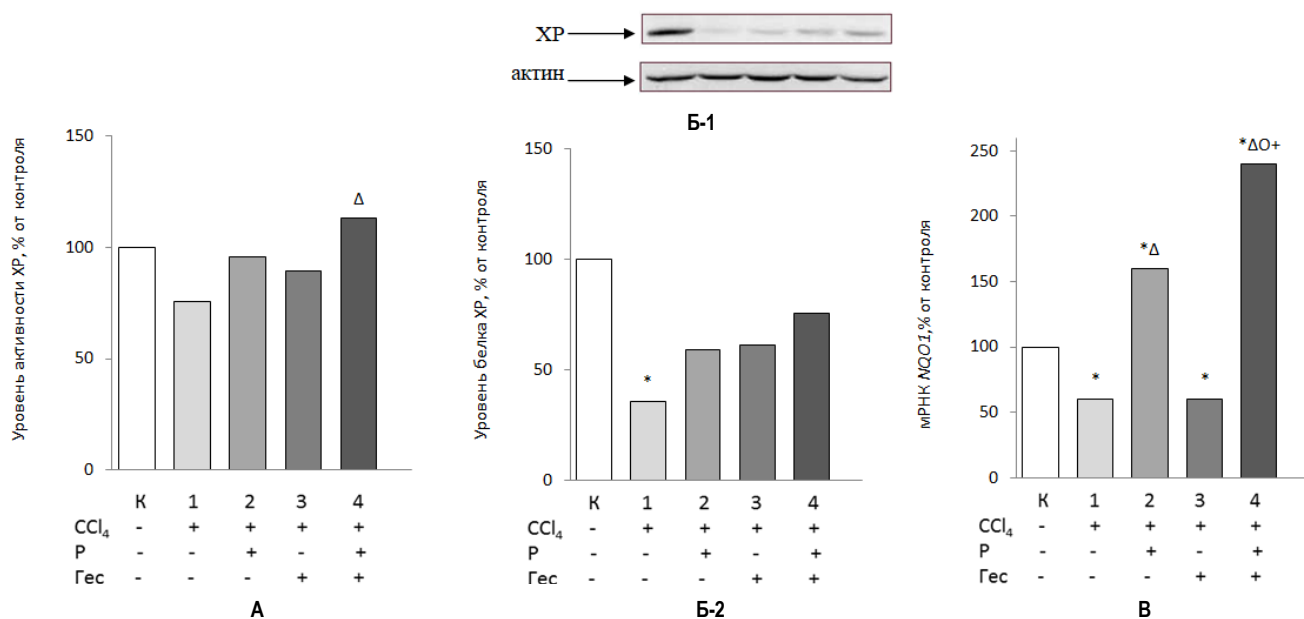 ХР
актин
Б-1
Уровень активности ХР, % от контроля
150
100
50
0
Δ
К 1 2 3 4
CCl₄ - + + + +
Р - - + - +
Гес - - - + +
А
Уровень белка ХР, % от контроля
150
100
50
0
*
К 1 2 3 4
CCl₄ - + + + +
Р - - + - +
Гес - - - + +
Б-2
мРНК NQO1,% от контроля
250
200
150
100
50
0
*
*Δ
*
*ΔO+
К 1 2 3 4
CCl₄ - + + + +
Р - - + - +
Гес - - - + +
В